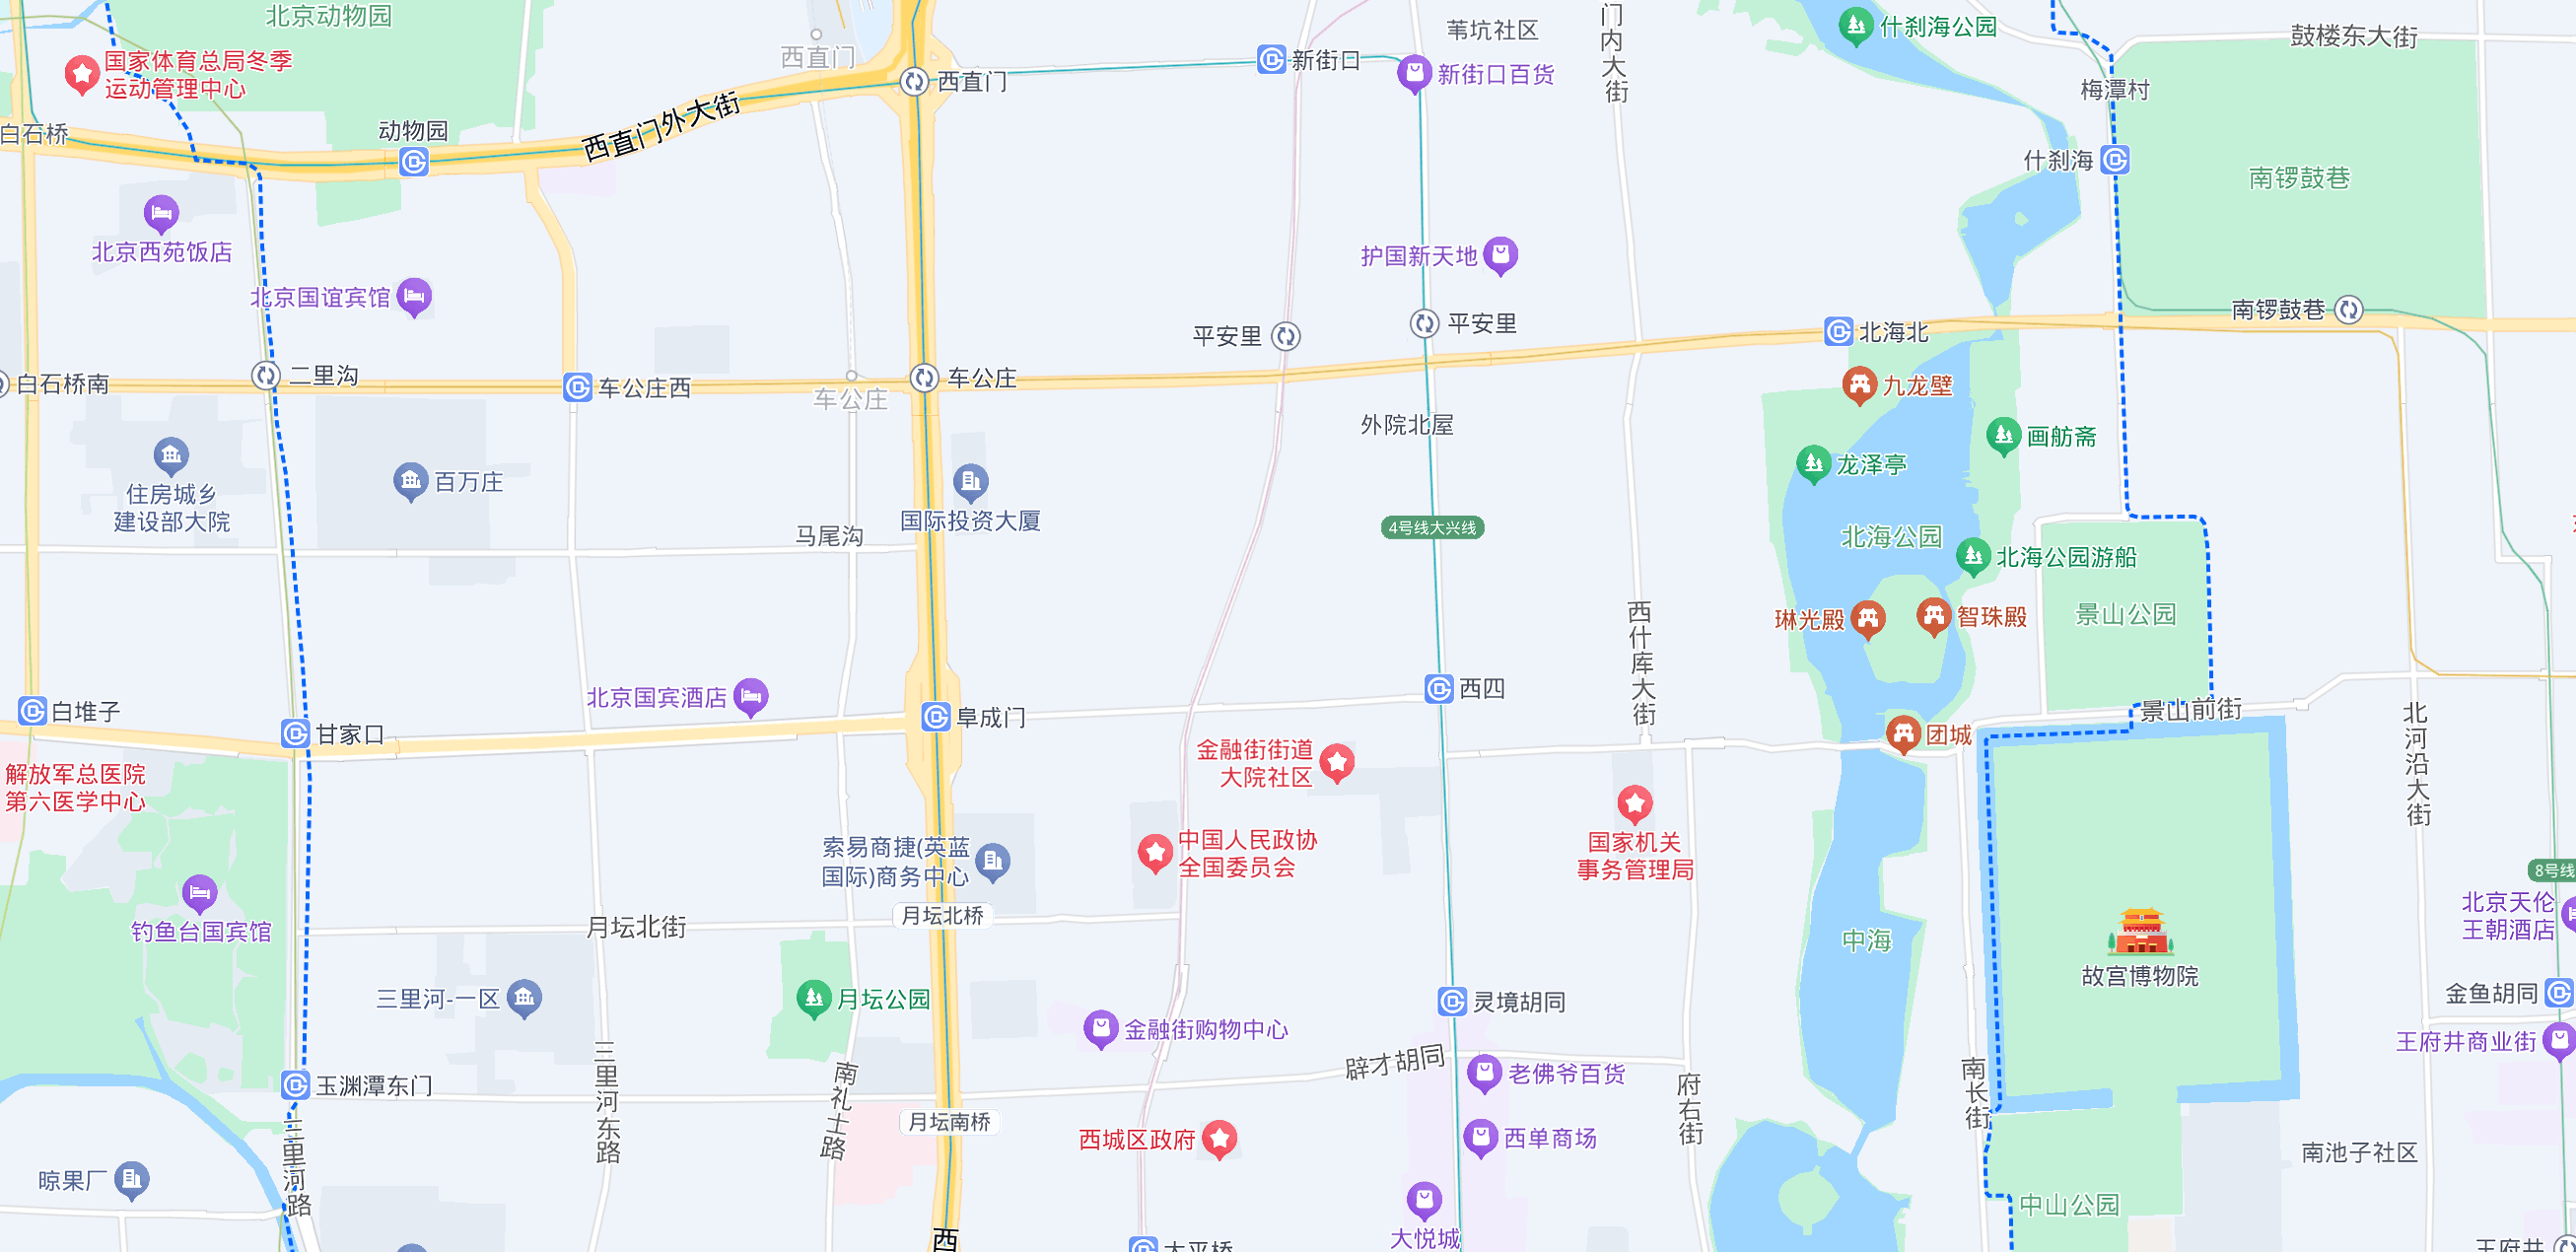 北京动物园
国家体育总局冬季
运动管理中心
西直门
西直门
新街口
苇坑社区
新街口百货
门内大街
什刹海公园
鼓楼东大街
梅潭村
白石桥
动物园
西直门外大街
什刹海
南锣鼓巷
北京西苑饭店
护国新天地
北京国谊宾馆
南锣鼓巷
平安里
平安里
北海北
二里沟
白石桥南
车公庄西
车公庄
车公庄
九龙壁
外院北屋
画舫斋
龙泽亭
住房城乡
建设部大院
百万庄
国际投资大厦
马尾沟
4号线大兴线
北海公园
北海公园游船
琳光殿
智珠殿
景山公园
西什库大街
北京国宾酒店
西四
白堆子
甘家口
阜成门
团城
景山前街
北河沿大街
解放军总医院
第六医学中心
金融街街道
大院社区
国家机关
事务管理局
索易商捷(英蓝
国际)商务中心
中国人民政协
全国委员会
8号线
月坛北桥
月坛北街
钓鱼台国宾馆
北京天伦
王朝酒店
中海
故宫博物院
三里河-一区
月坛公园
金融街购物中心
灵境胡同
金鱼胡同
王府井商业街
辟才胡同
老佛爷百货
玉渊潭东门
三里河东路
南礼士路
月坛南桥
府右街
南长街
西城区政府
西单商场
南池子社区
三里河路
晾果厂
中山公园
大悦城
西
太平桥
王府井